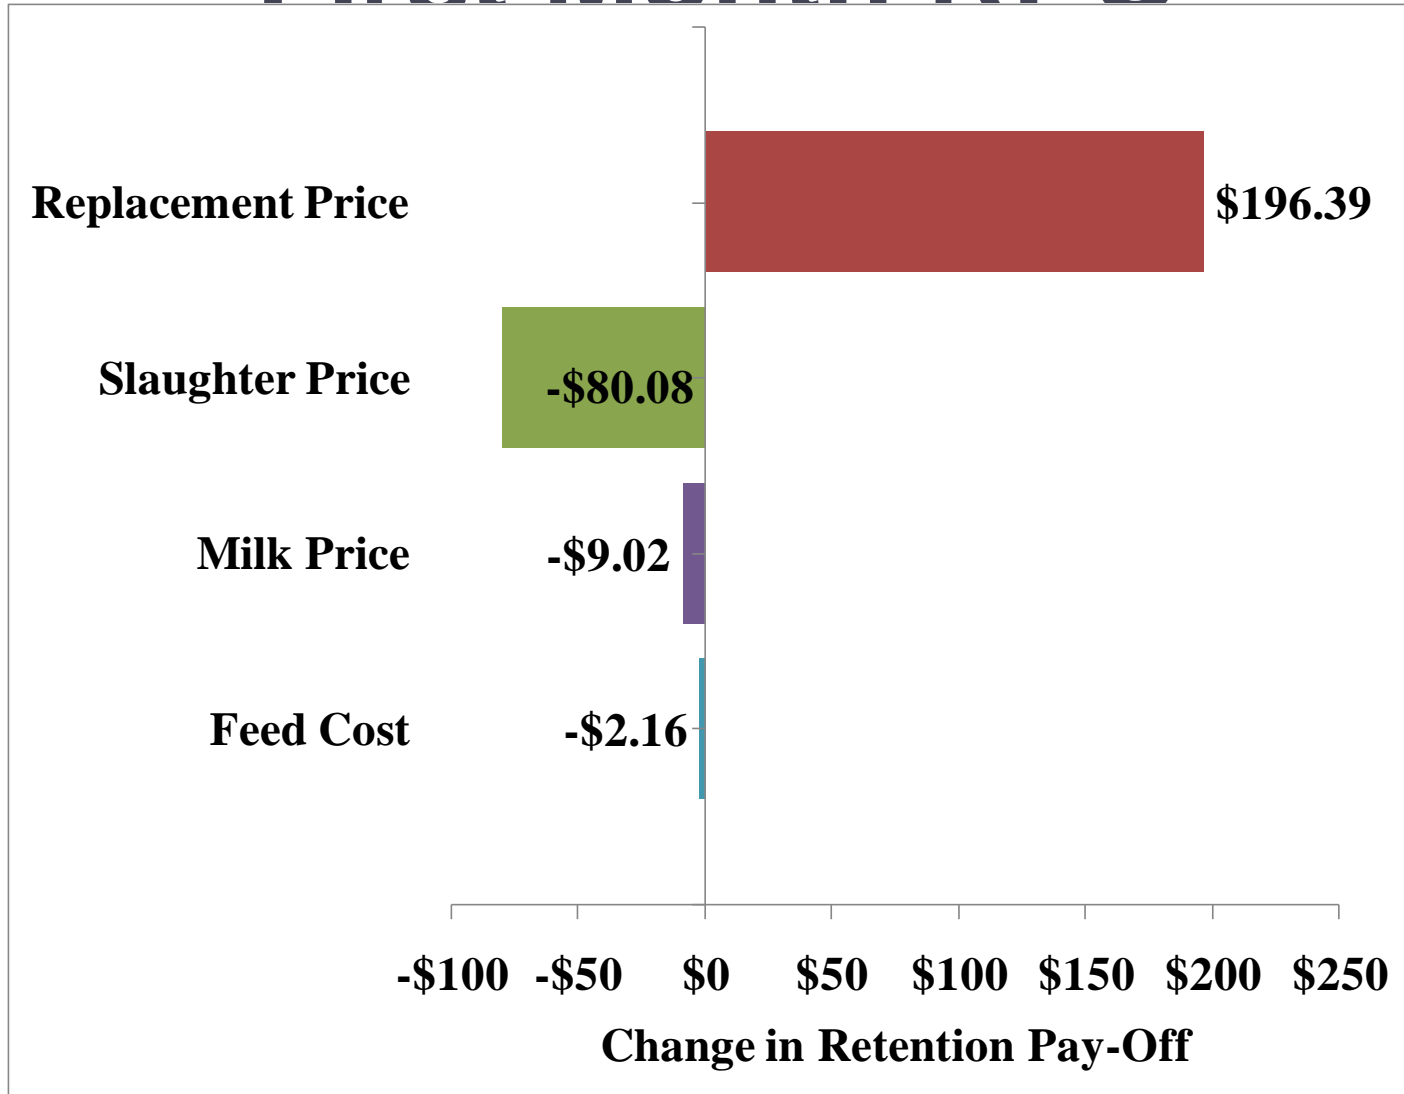 Replacement Price
$196.39
Slaughter Price
-$80.08
Milk Price
-$9.02
Feed Cost
-$2.16
-$100 -$50 $0 $50 $100 $150 $200 $250
Change in Retention Pay-Off